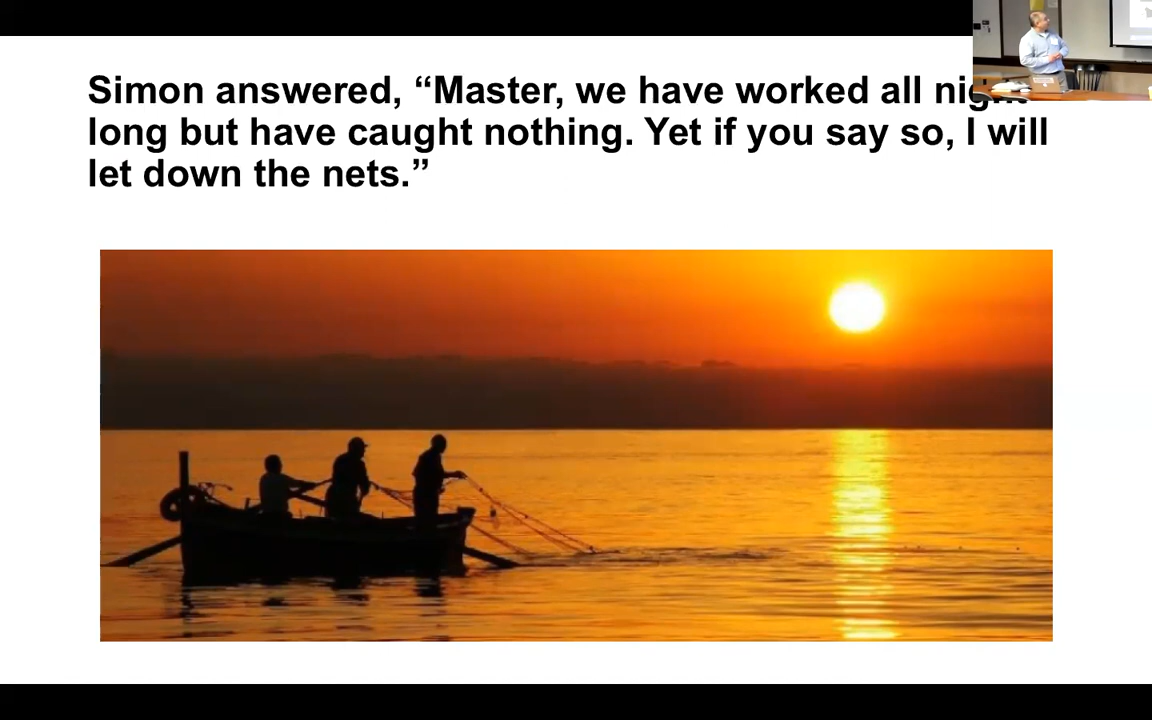 Simon answered, “Master, we have worked all night
long but have caught nothing. Yet if you say so, I will
let down the nets.”